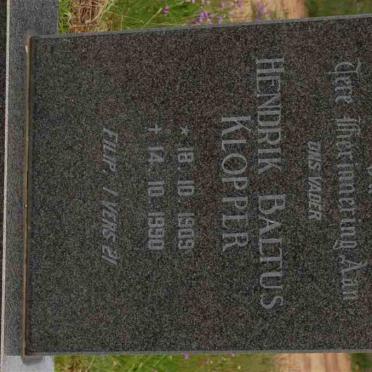 Ter Herinnering Aan
ONS VADER
HENDRIK BALTUS
KLOPPER
* 18. 10. 1909
† 14. 10. 1990
FILIP. 1 VERS 21